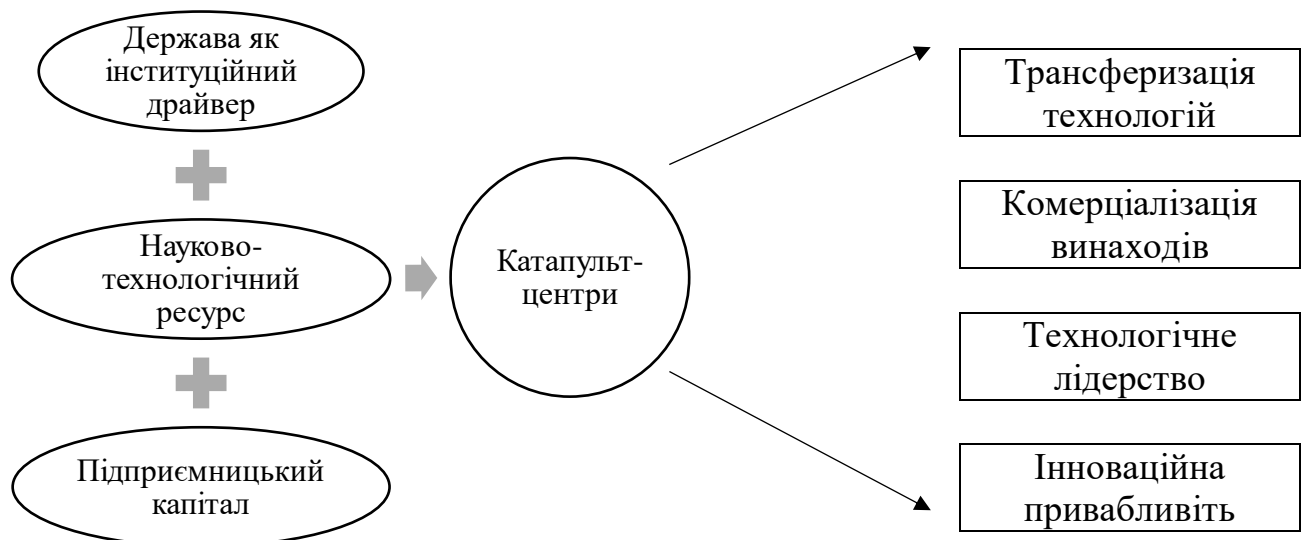 Держава як
інституційний
драйвер
Науково-
технологічний
ресурс
Підприємницький
капітал
Катапульт-
центри
Трансферизація
технологій
Комерціалізація
винаходів
Технологічне
лідерство
Інноваційна
привабливіть